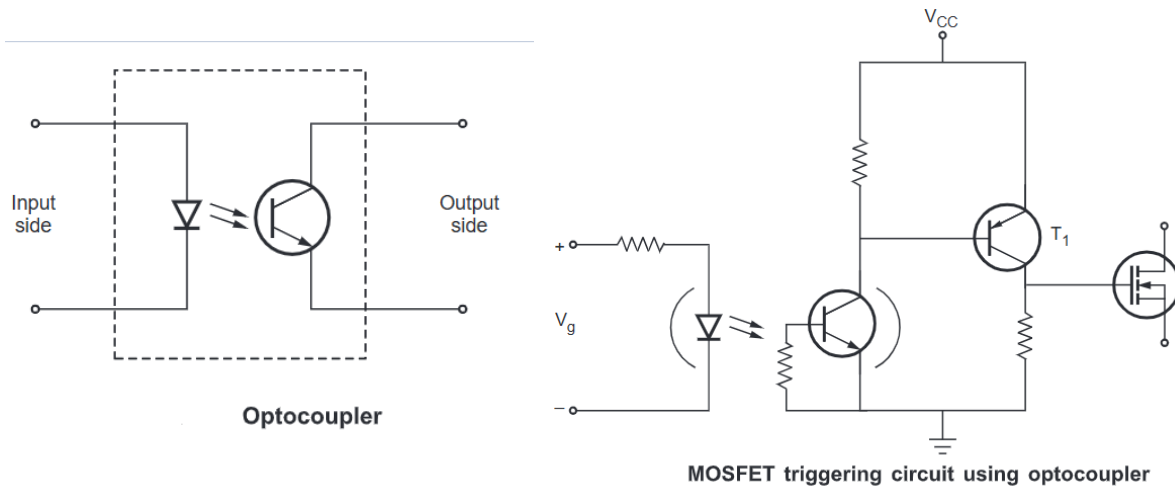 Input
side
Output
side
Optocoupler
V_CC
T_1
+
V_g
–
MOSFET triggering circuit using optocoupler